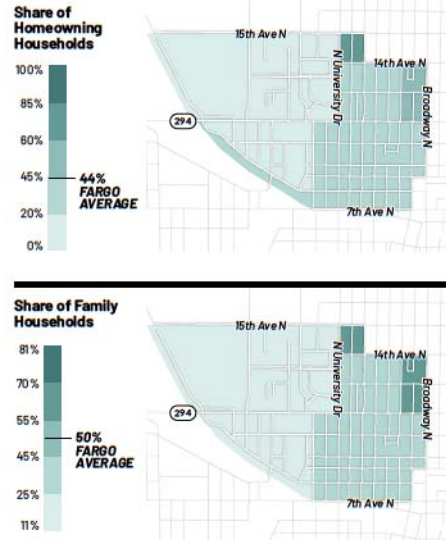 Share of
Homeowning
Households
100%
85%
60%
45%
20%
0%
44%
FARGO
AVERAGE
15th Ave N
14th Ave N
N University Dr
Broadway N
294
7th Ave N
Share of Family
Households
81%
70%
55%
45%
25%
11%
50%
FARGO
AVERAGE
15th Ave N
14th Ave N
N University Dr
Broadway N
294
7th Ave N